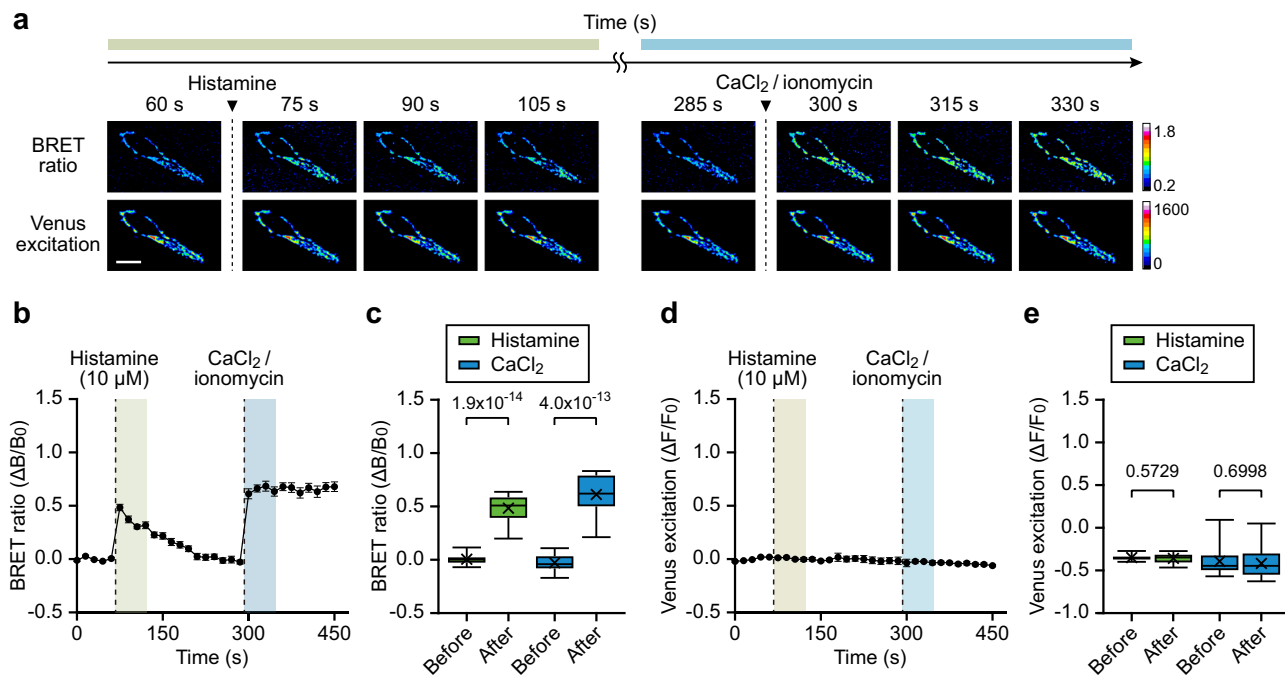 a
Time (s)
Histamine
CaCl2 / ionomycin
60 s 75 s 90 s 105 s 285 s 300 s 315 s 330 s
BRET ratio
1.8
0.2
Venus excitation
1600
0
b
Histamine (10 µM)
CaCl2 / ionomycin
BRET ratio (ΔB/B0)
1.5
1.0
0.5
0.0
-0.5
0 150 300 450
Time (s)
c
Histamine
CaCl2
1.9x10-14 4.0x10-13
BRET ratio (ΔB/B0)
1.5
1.0
0.5
0.0
-0.5
Before After Before After
d
Histamine (10 µM)
CaCl2 / ionomycin
Venus excitation (ΔF/F0)
1.5
1.0
0.5
0.0
-0.5
0 150 300 450
Time (s)
e
Histamine
CaCl2
0.5729 0.6998
Venus excitation (ΔF/F0)
1.5
1.0
0.5
-0.0
-0.5
-1.0
Before After Before After